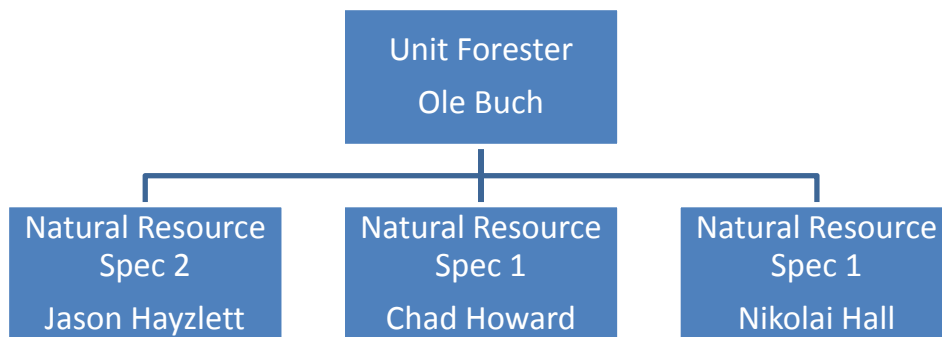 Unit Forester
Ole Buch
Natural Resource
Spec 2
Jason Hayzlett
Natural Resource
Spec 1
Chad Howard
Natural Resource
Spec 1
Nikolai Hall